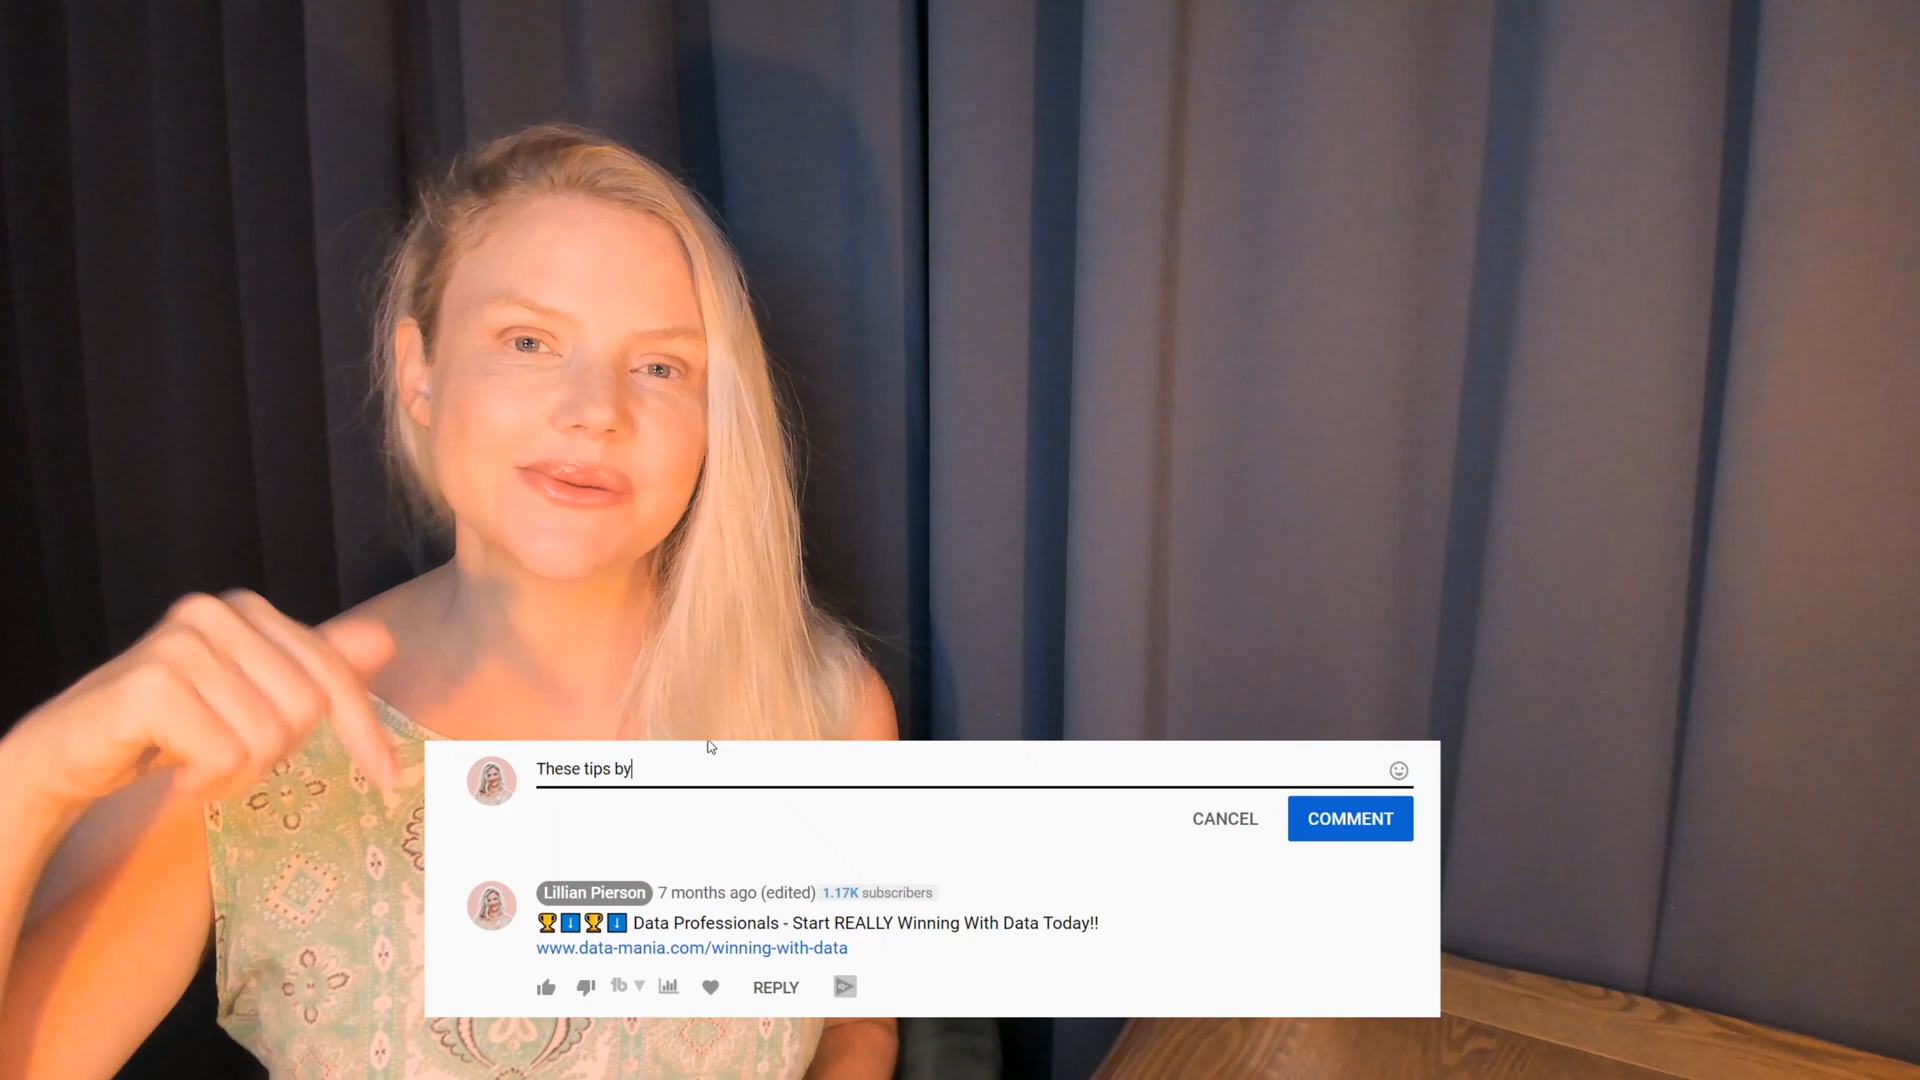 These tips by
CANCEL
COMMENT
Lillian Pierson 7 months ago (edited) 1.17K subscribers
🏆⬇️🏆⬇️ Data Professionals - Start REALLY Winning With Data Today!!
www.data-mania.com/winning-with-data
REPLY